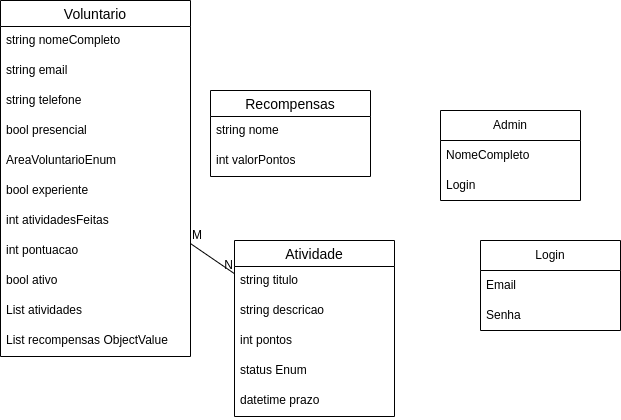 Voluntario
string nomeCompleto
string email
string telefone
bool presencial
AreaVoluntarioEnum
bool experiente
int atividadesFeitas
int pontuacao
bool ativo
List atividades
List recompensas ObjectValue
Recompensas
string nome
int valorPontos
Admin
NomeCompleto
Login
M
N
Atividade
string titulo
string descricao
int pontos
status Enum
datetime prazo
Login
Email
Senha